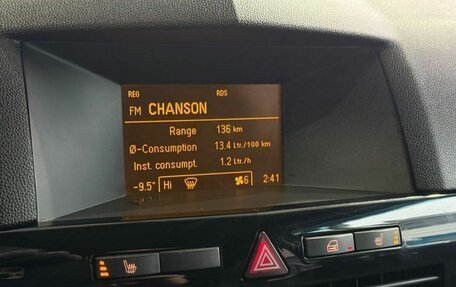 REG RDS
FM CHANSON
Range 136 km
Ø-Consumption 13.4 Ltr./100 km
Inst. consumpt. 1.2 Ltr./h
-9.5° Hi 6 2:41